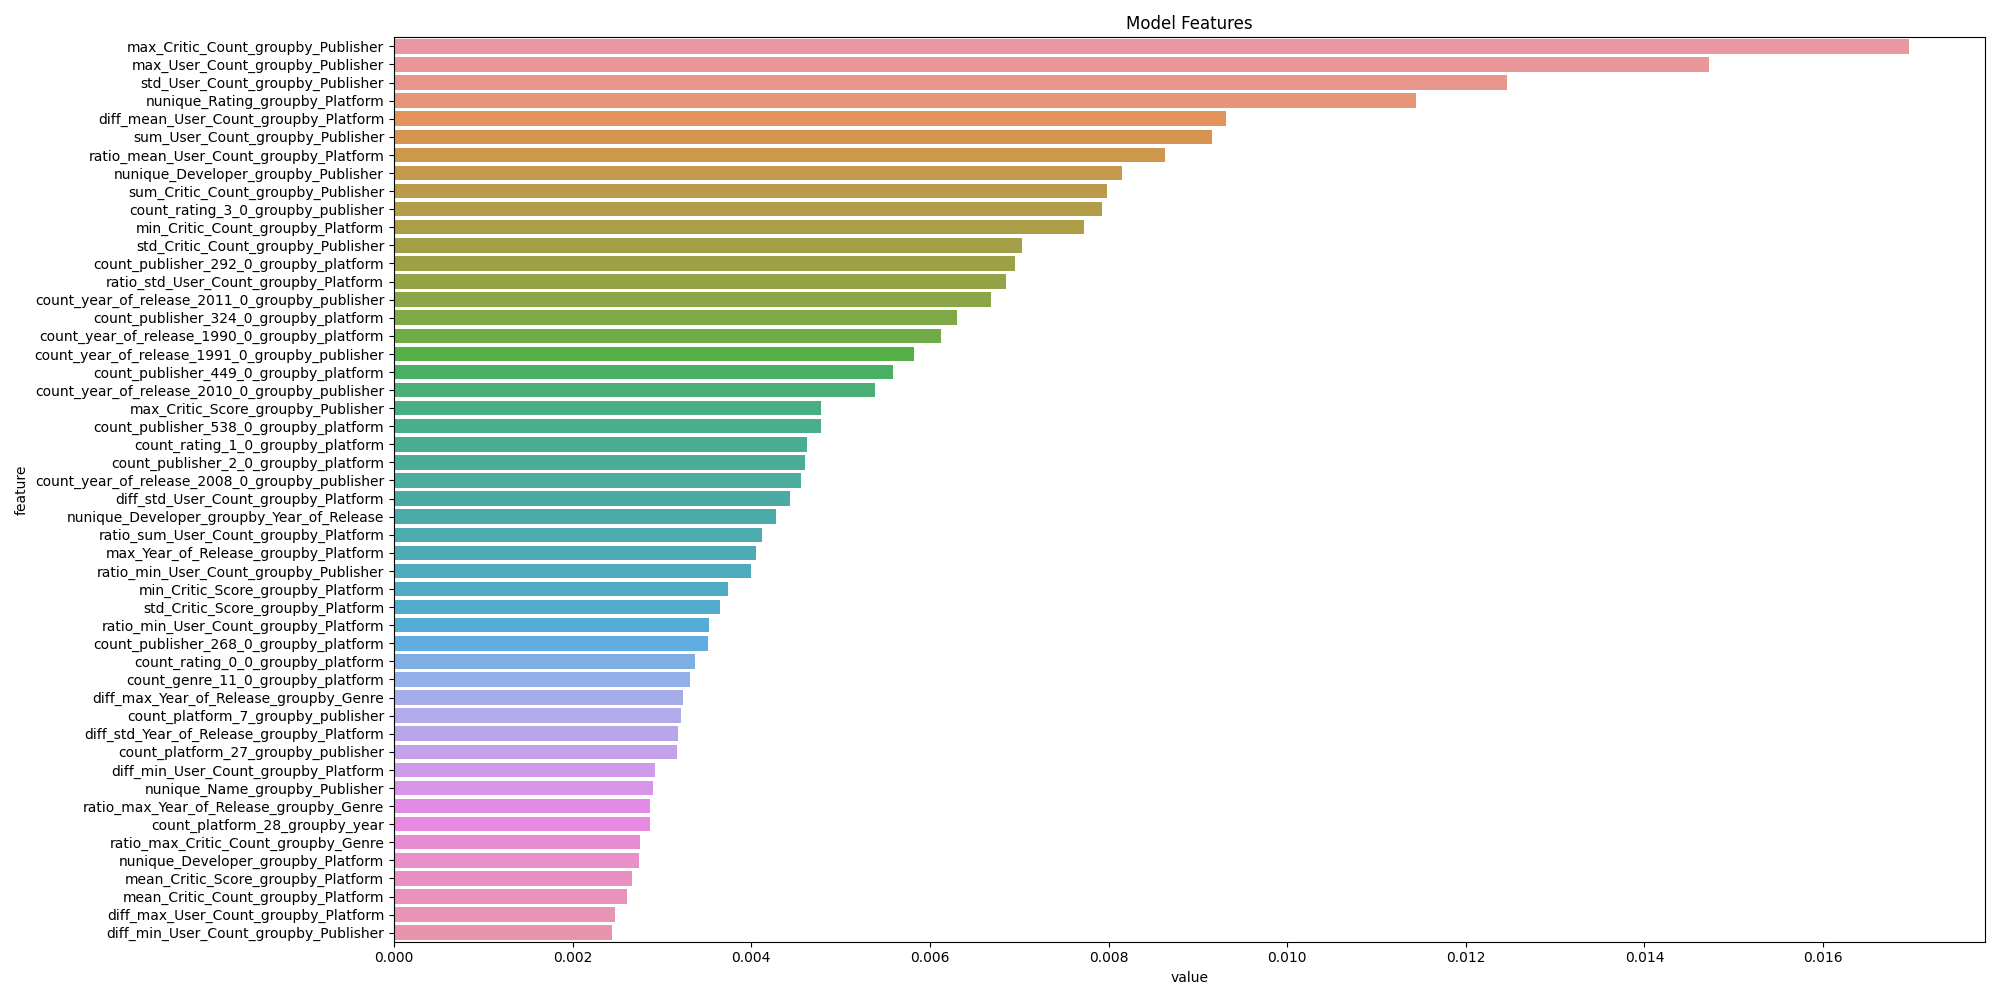 Model Features
feature
max_Critic_Count_groupby_Publisher
max_User_Count_groupby_Publisher
std_User_Count_groupby_Publisher
nunique_Rating_groupby_Platform
diff_mean_User_Count_groupby_Platform
sum_User_Count_groupby_Publisher
ratio_mean_User_Count_groupby_Platform
nunique_Developer_groupby_Publisher
sum_Critic_Count_groupby_Publisher
count_rating_3_0_groupby_publisher
min_Critic_Count_groupby_Platform
std_Critic_Count_groupby_Publisher
count_publisher_292_0_groupby_platform
ratio_std_User_Count_groupby_Platform
count_year_of_release_2011_0_groupby_publisher
count_publisher_324_0_groupby_platform
count_year_of_release_1990_0_groupby_platform
count_year_of_release_1991_0_groupby_publisher
count_publisher_449_0_groupby_platform
count_year_of_release_2010_0_groupby_publisher
max_Critic_Score_groupby_Publisher
count_publisher_538_0_groupby_platform
count_rating_1_0_groupby_platform
count_publisher_2_0_groupby_platform
count_year_of_release_2008_0_groupby_publisher
diff_std_User_Count_groupby_Platform
nunique_Developer_groupby_Year_of_Release
ratio_sum_User_Count_groupby_Platform
max_Year_of_Release_groupby_Platform
ratio_min_User_Count_groupby_Publisher
min_Critic_Score_groupby_Platform
std_Critic_Score_groupby_Platform
ratio_min_User_Count_groupby_Platform
count_publisher_268_0_groupby_platform
count_rating_0_0_groupby_platform
count_genre_11_0_groupby_platform
diff_max_Year_of_Release_groupby_Genre
count_platform_7_groupby_publisher
diff_std_Year_of_Release_groupby_Platform
count_platform_27_groupby_publisher
diff_min_User_Count_groupby_Platform
nunique_Name_groupby_Publisher
ratio_max_Year_of_Release_groupby_Genre
count_platform_28_groupby_year
ratio_max_Critic_Count_groupby_Genre
nunique_Developer_groupby_Platform
mean_Critic_Score_groupby_Platform
mean_Critic_Count_groupby_Platform
diff_max_User_Count_groupby_Platform
diff_min_User_Count_groupby_Publisher
0.000 0.002 0.004 0.006 0.008 0.010 0.012 0.014 0.016
value